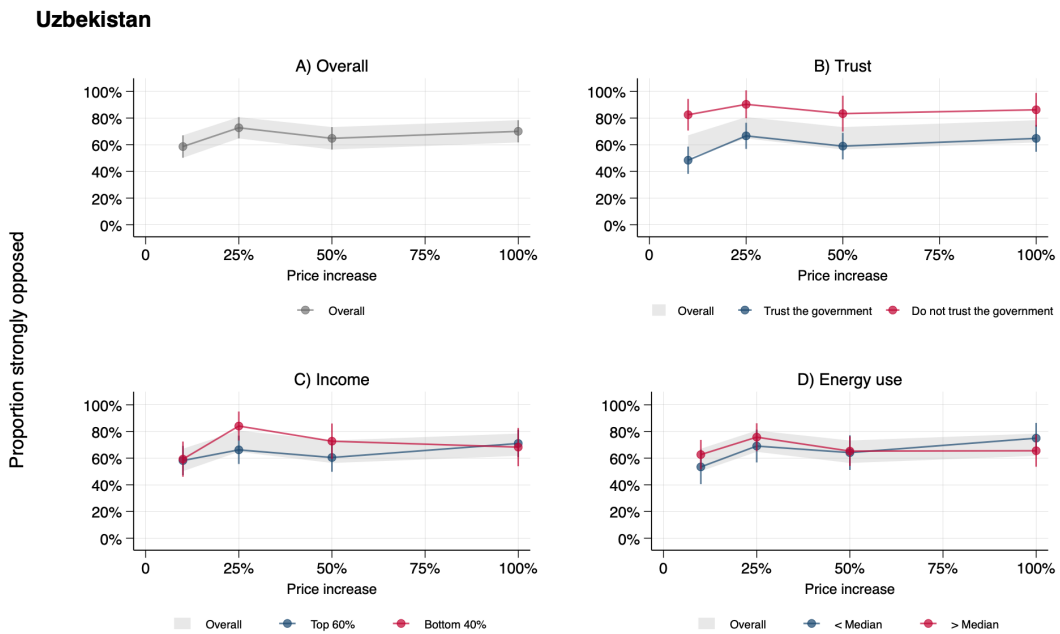 Uzbekistan
Proportion strongly opposed
A) Overall
100%
80%
60%
40%
20%
0%
0 25% 50% 75% 100%
Price increase
Overall
B) Trust
100%
80%
60%
40%
20%
0%
0 25% 50% 75% 100%
Price increase
Overall Trust the government Do not trust the government
C) Income
100%
80%
60%
40%
20%
0%
0 25% 50% 75% 100%
Price increase
Overall Top 60% Bottom 40%
D) Energy use
100%
80%
60%
40%
20%
0%
0 25% 50% 75% 100%
Price increase
Overall < Median > Median